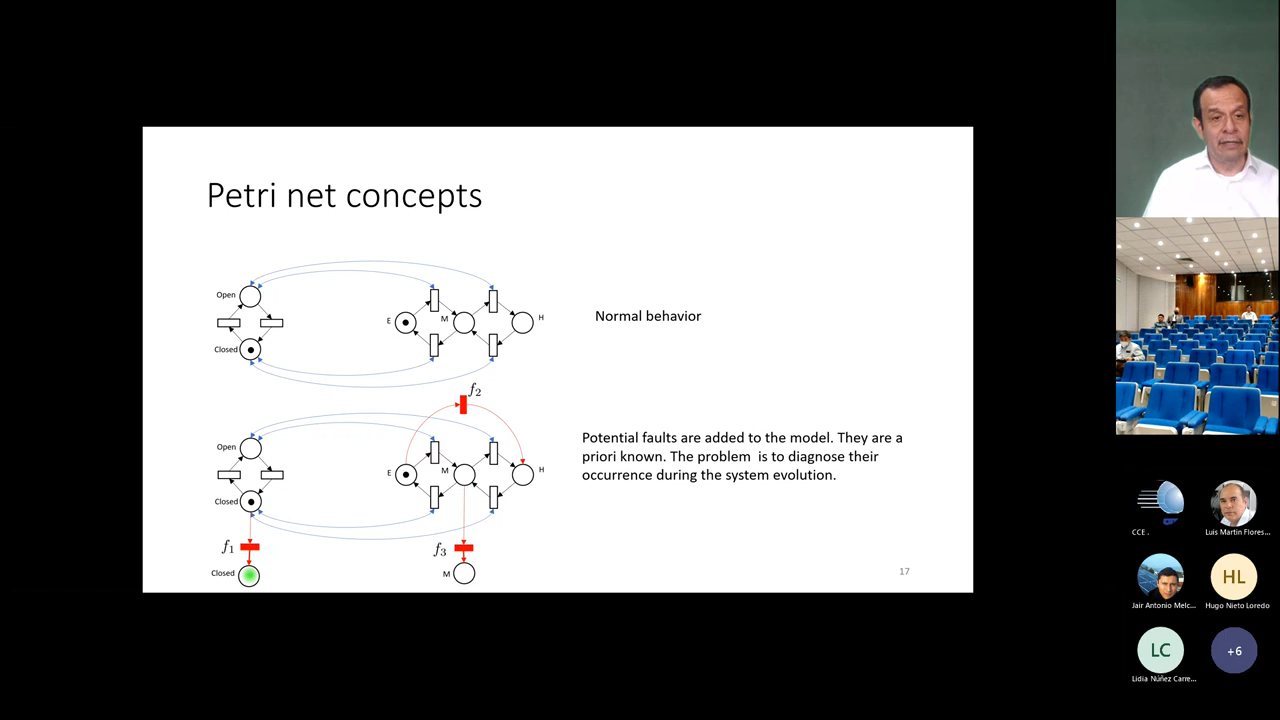 Petri net concepts
Open
Closed
E
M
H
Normal behavior
f₂
Open
Closed
E
M
H
Potential faults are added to the model. They are a
priori known. The problem  is to diagnose their
occurrence during the system evolution.
f₁
f₃
Closed
M
17
CCE .
Luis Martin Flores...
Jair Antonio Melc...
HL
Hugo Nieto Loredo
LC
Lidia Núñez Carre...
+6